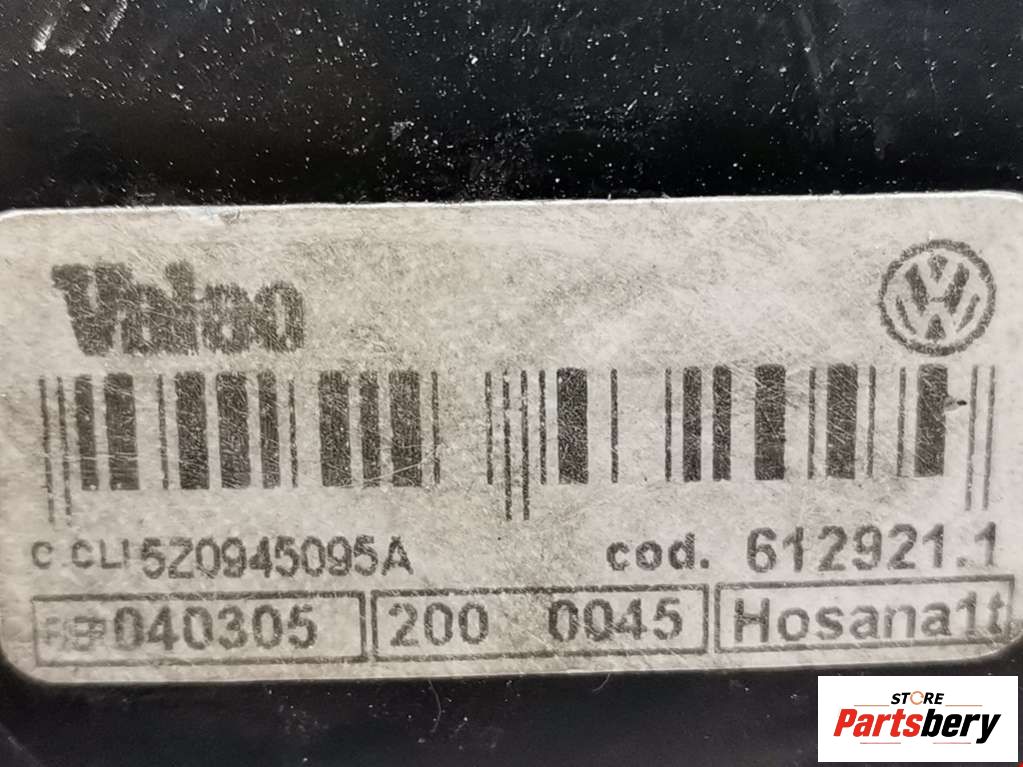 Valeo
C CLI 5Z0945095A cod. 612921.1
040305 200 0045 Hosana1t
STORE
Partsbery